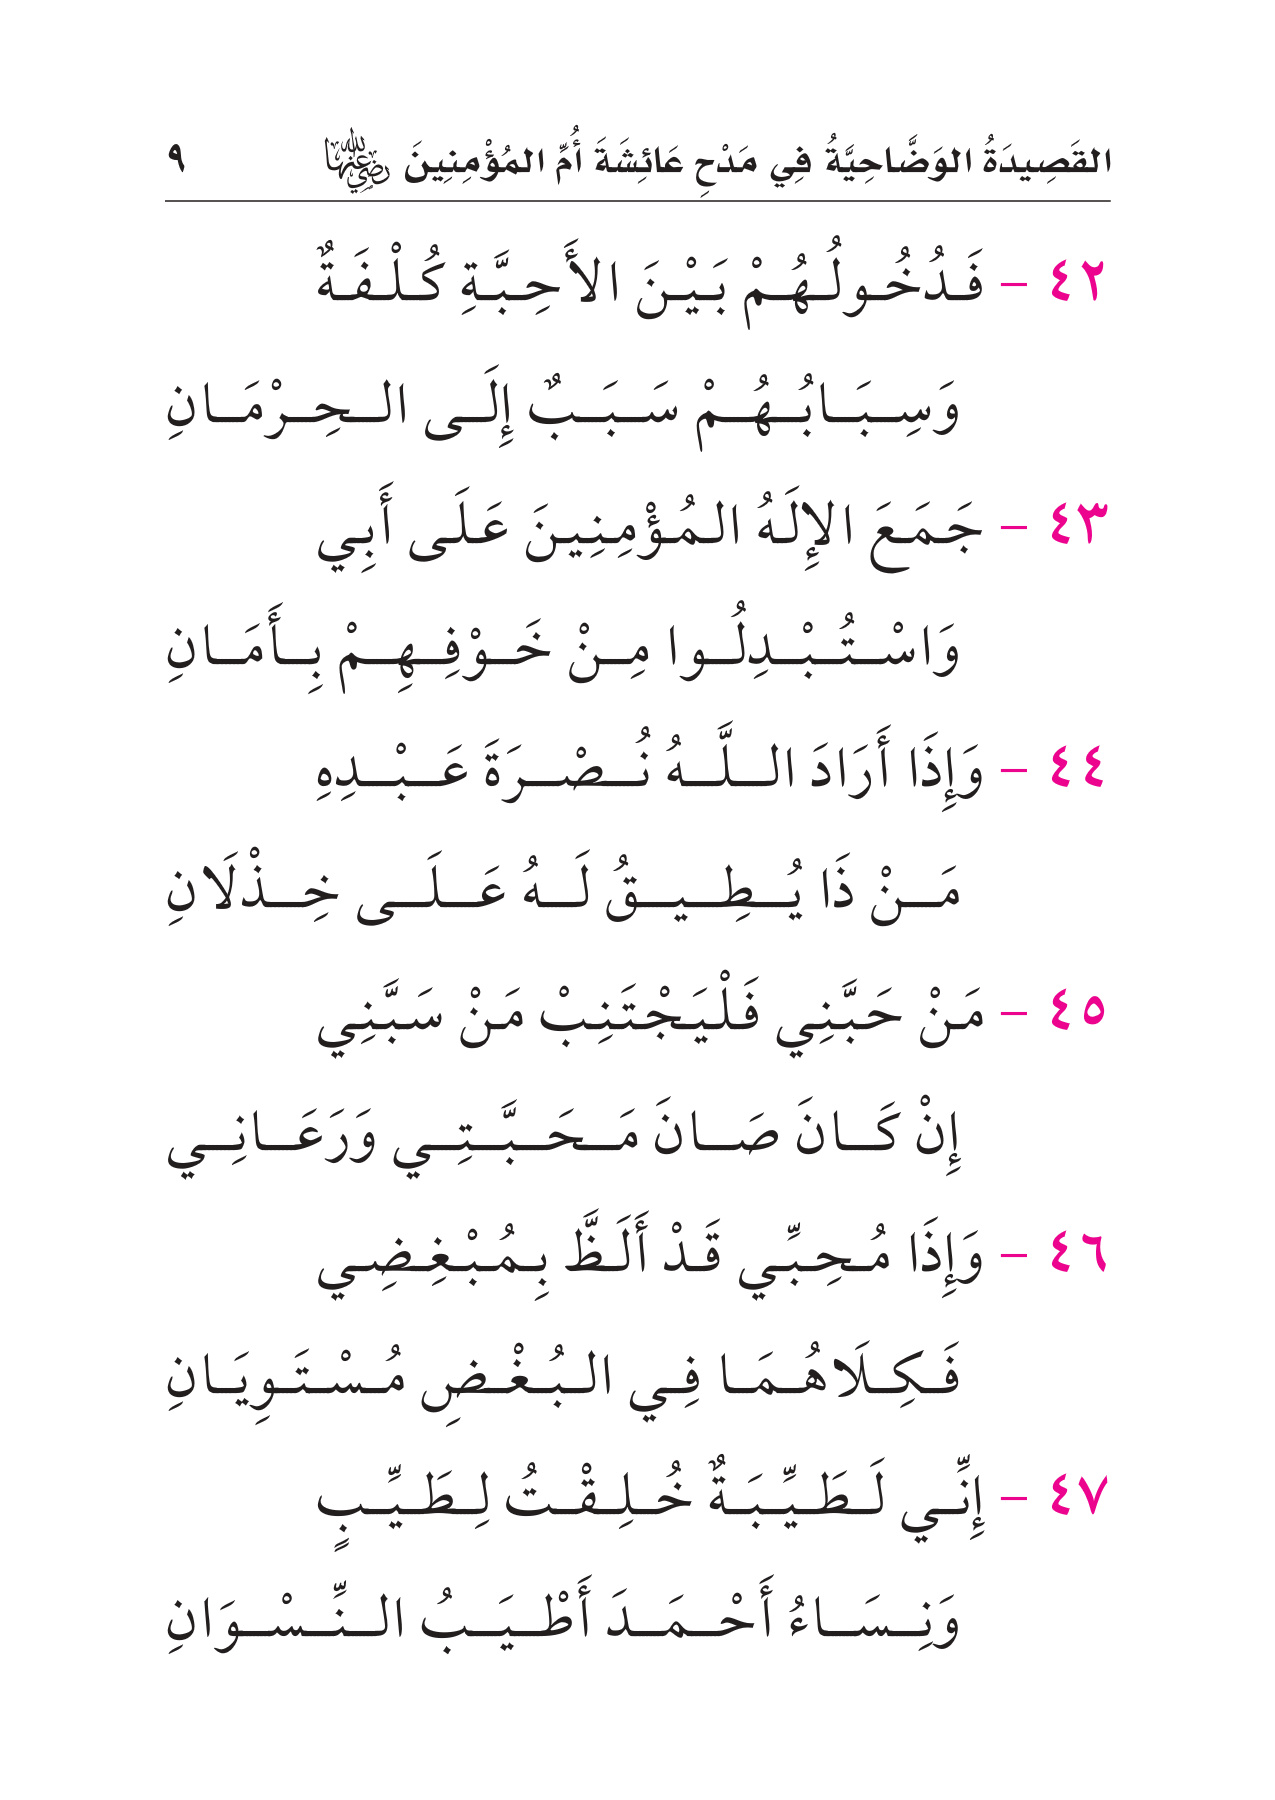 القَصِيدَةُ الوَضَّاحِيَّةُ فِي مَدْحِ عَائِشَةَ أُمِّ المُؤْمِنِينَ رضي الله عنها ٩
٤٢ - فَدُخُولُهُمْ بَيْنَ الأَحِبَّةِ كُلْفَةٌ
وَسِبَابُهُمْ سَبَبٌ إِلَى الحِرْمَانِ
٤٣ - جَمَعَ الإِلَهُ المُؤْمِنِينَ عَلَى أَبِي
وَاسْتُبْدِلُوا مِنْ خَوْفِهِمْ بِأَمَانِ
٤٤ - وَإِذَا أَرَادَ اللَّهُ نُصْرَةَ عَبْدِهِ
مَنْ ذَا يُطِيقُ لَهُ عَلَى خِذْلَانِ
٤٥ - مَنْ حَبَّنِي فَلْيَجْتَنِبْ مَنْ سَبَّنِي
إِنْ كَانَ صَانَ مَحَبَّتِي وَرَعَانِي
٤٦ - وَإِذَا مُحِبِّي قَدْ أَلَظَّ بِمُبْغِضِي
فَكِلَاهُمَا فِي البُغْضِ مُسْتَوِيَانِ
٤٧ - إِنِّي لَطَيِّبَةٌ خُلِقْتُ لِطَيِّبٍ
وَنِسَاءُ أَحْمَدَ أَطْيَبُ النِّسْوَانِ